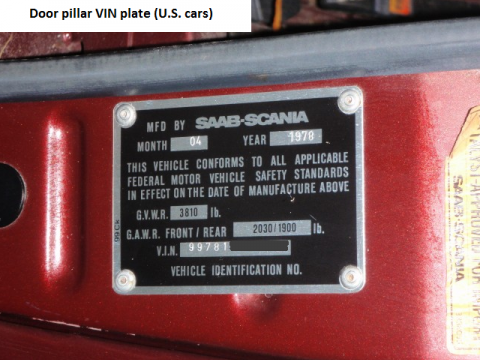 Door pillar VIN plate (U.S. cars)
MFD BY SAAB-SCANIA
MONTH 04 YEAR 1978
THIS VEHICLE CONFORMS TO ALL APPLICABLE
FEDERAL MOTOR VEHICLE SAFETY STANDARDS
IN EFFECT ON THE DATE OF MANUFACTURE ABOVE
G.V.W.R. 3810 lb.
G.A.W.R. FRONT / REAR 2030/1900 lb.
V.I.N. 99781
VEHICLE IDENTIFICATION NO.
SAAB-SCANIA